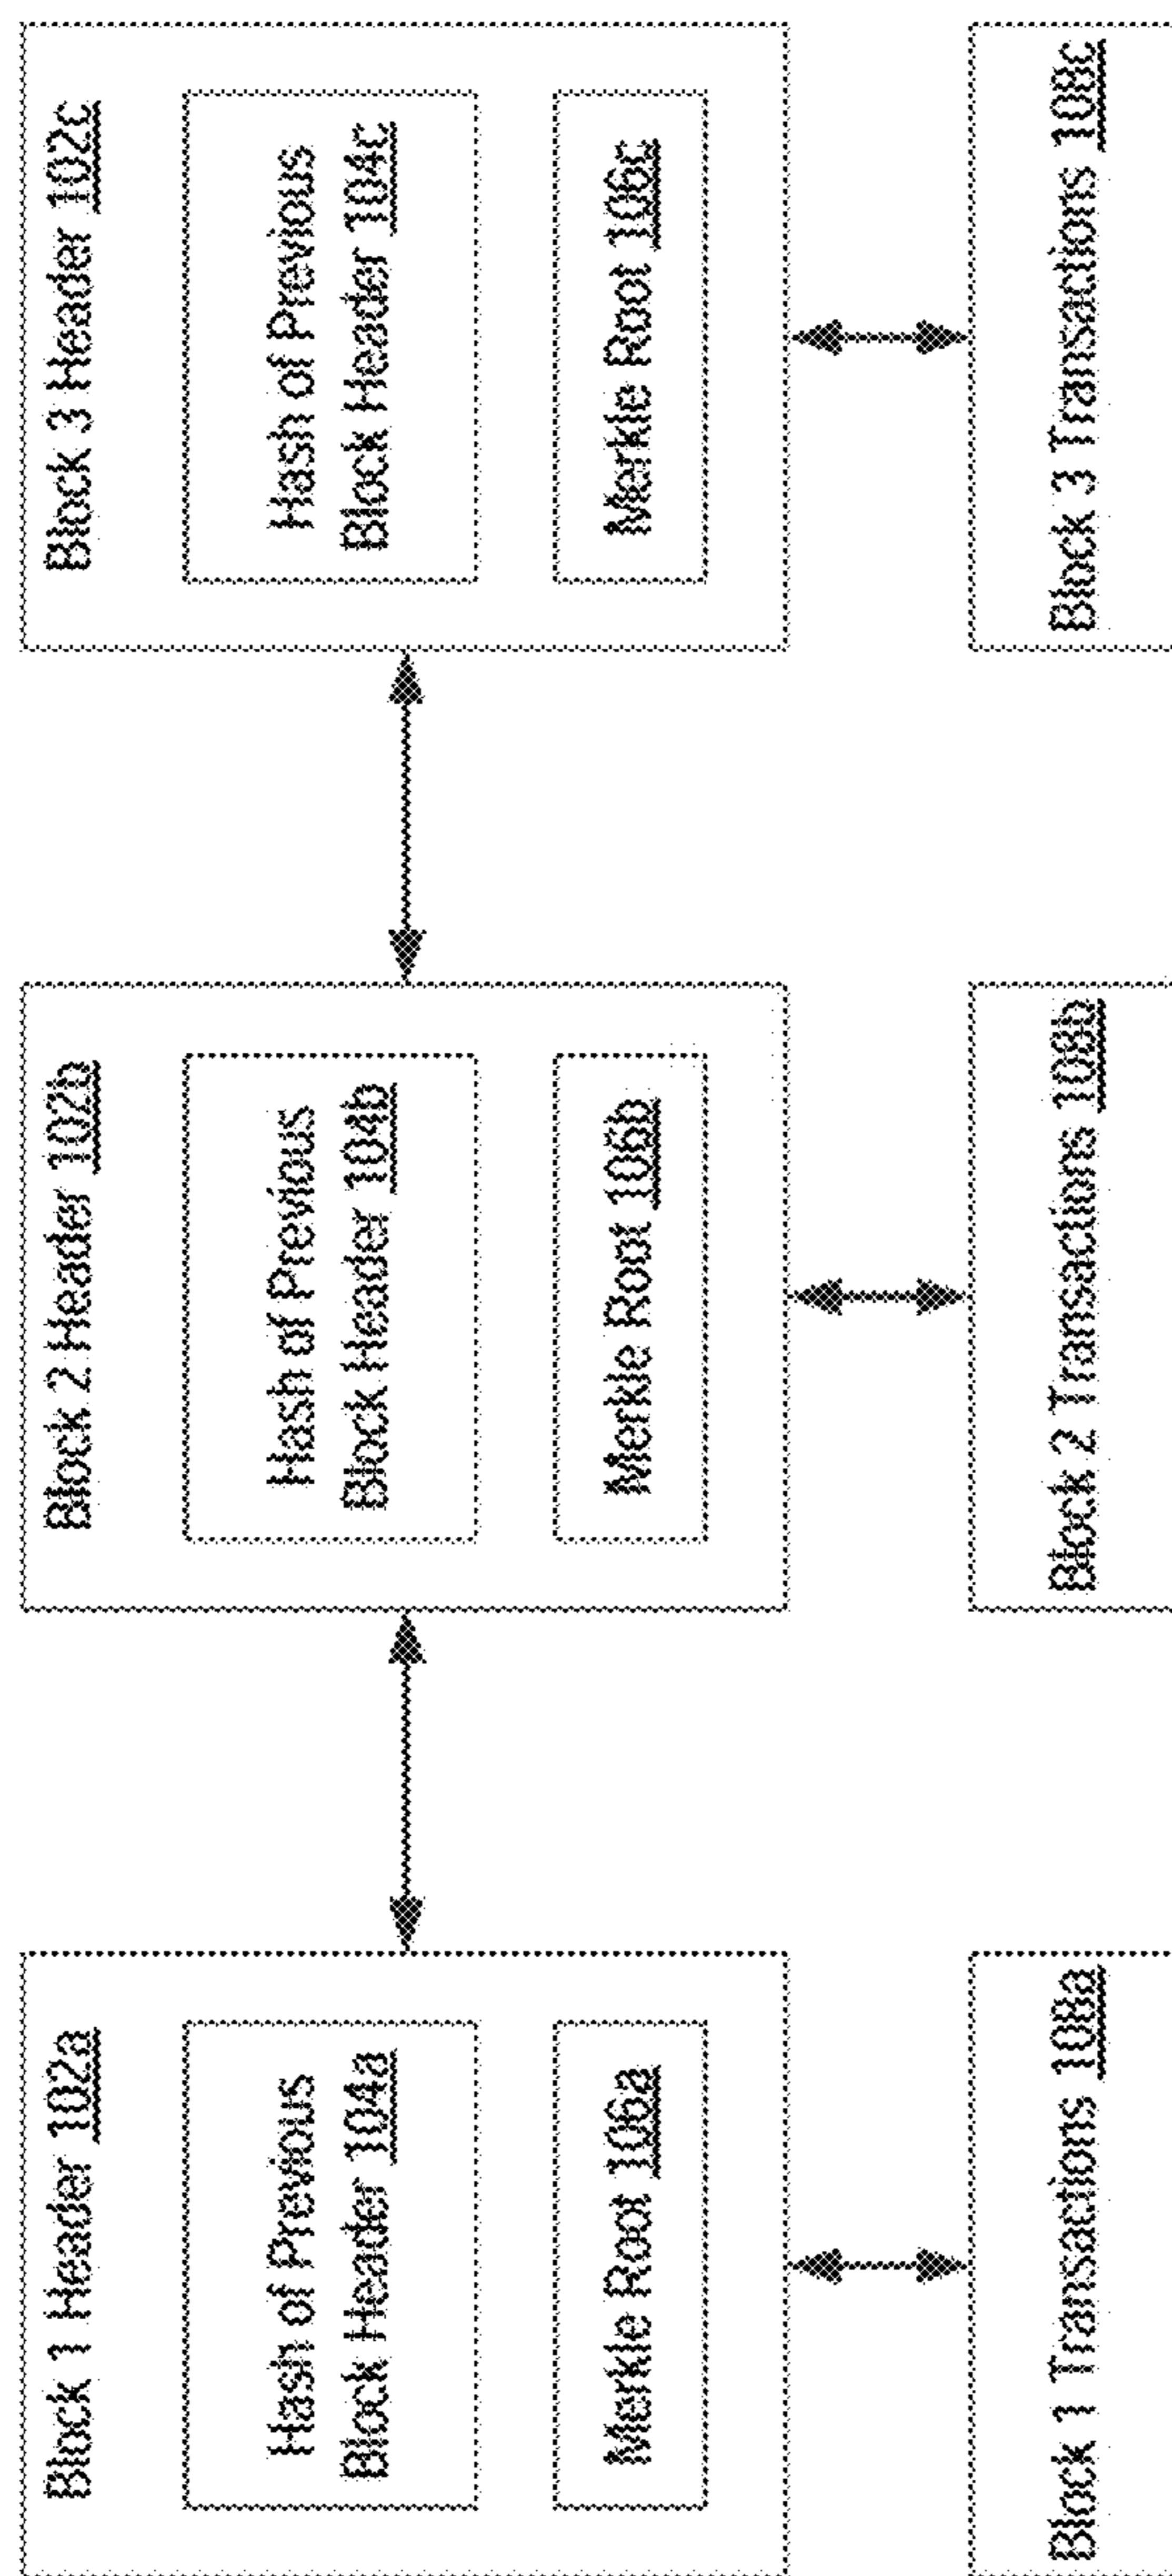 Block 1 Header 102a
Hash of Previous
Block Header 104a
Merkle Root 106a
Block 1 Transactions 108a
Block 2 Header 102b
Hash of Previous
Block Header 104b
Merkle Root 106b
Block 2 Transactions 108b
Block 3 Header 102c
Hash of Previous
Block Header 104c
Merkle Root 106c
Block 3 Transactions 108c